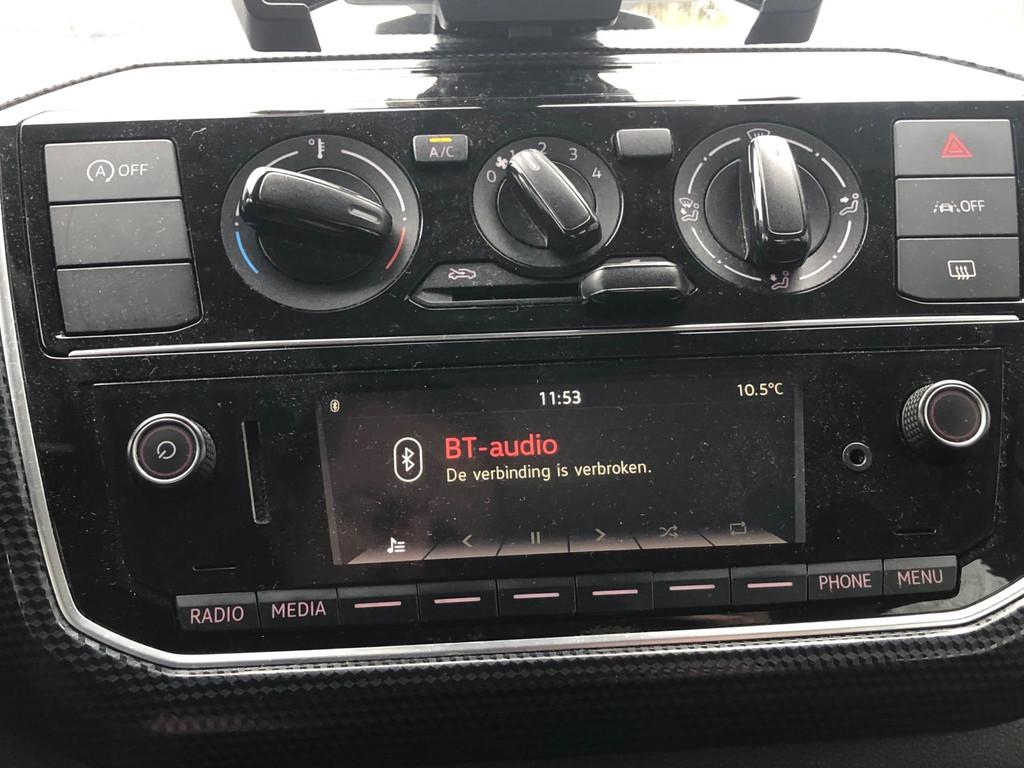 OFF
A/C
0 1 2 3 4
OFF
11:53
10.5°C
BT-audio
De verbinding is verbroken.
RADIO
MEDIA
PHONE
MENU